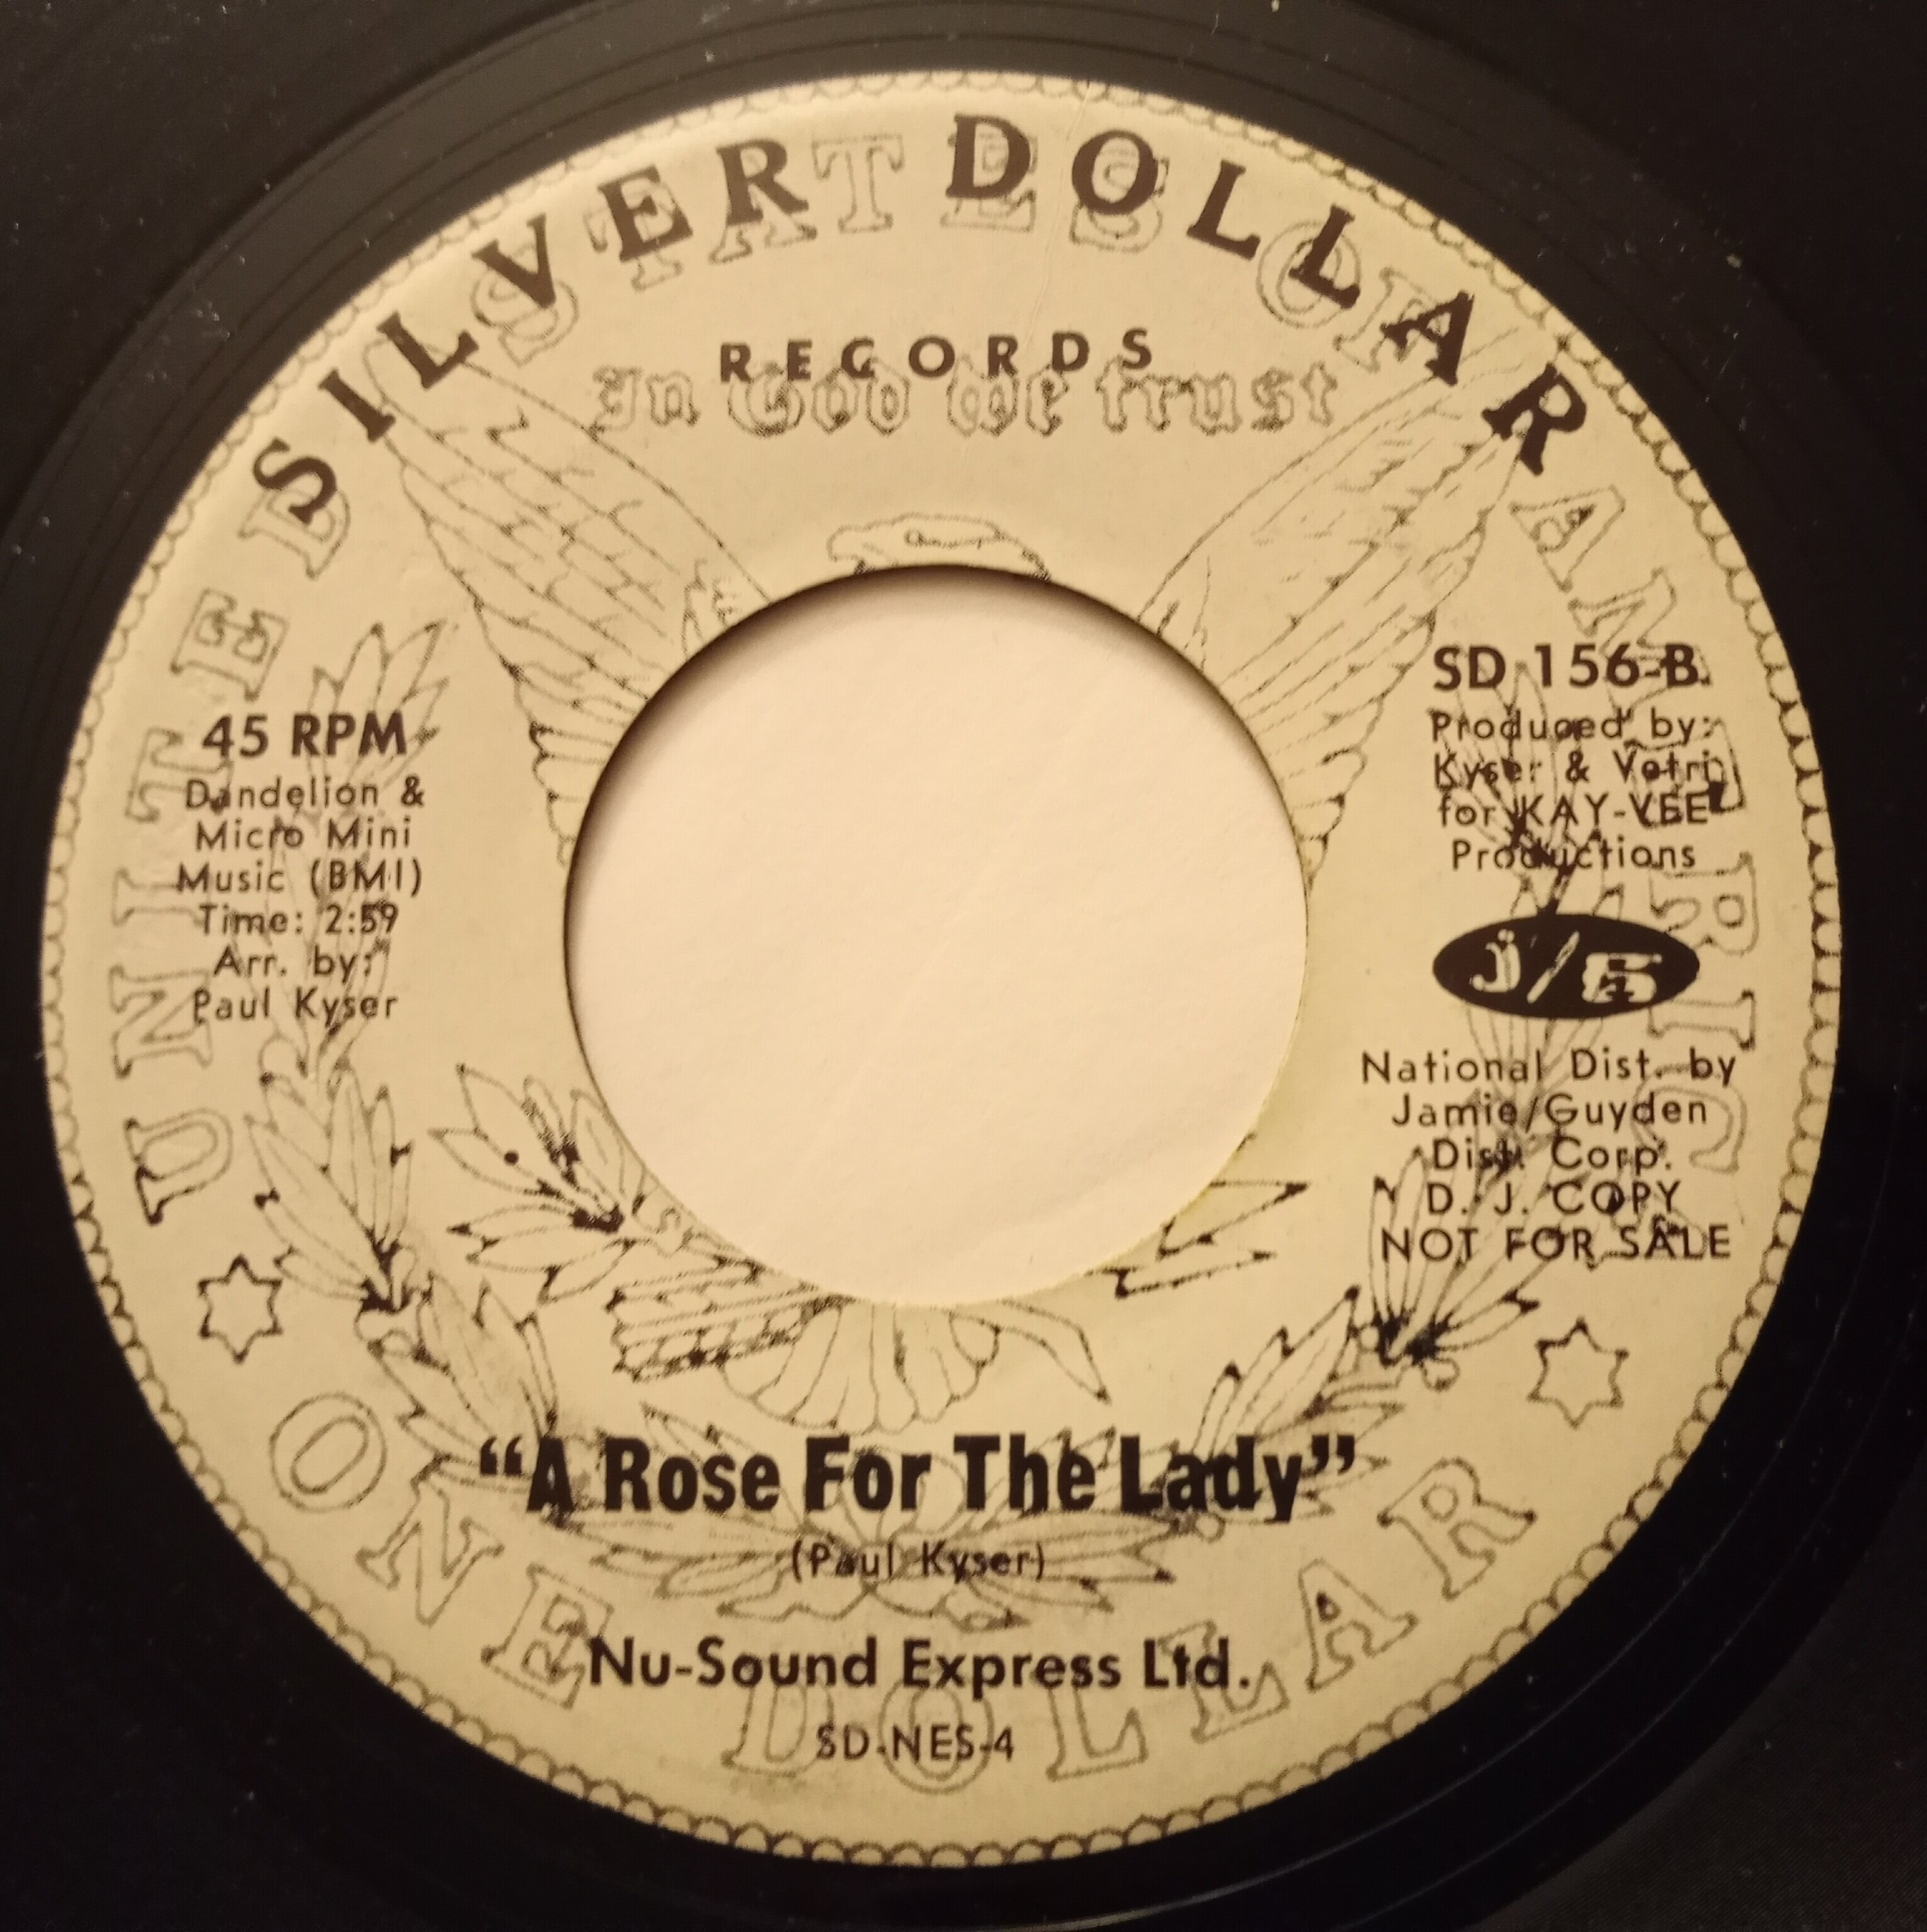 SILVER DOLLAR
RECORDS
UNITED STATES OF AMERICA
In God we trust
45 RPM
Dandelion &
Micro Mini
Music (BMI)
Time: 2:59
Arr. by:
Paul Kyser
SD 156-B
Produced by:
Kyser & Vetri
for KAY-VEE
Productions
j/G
National Dist. by
Jamie/Guyden
Dist. Corp.
D. J. COPY
NOT FOR SALE
"A Rose For The Lady"
(Paul Kyser)
Nu-Sound Express Ltd.
SD-NES-4
ONE DOLLAR